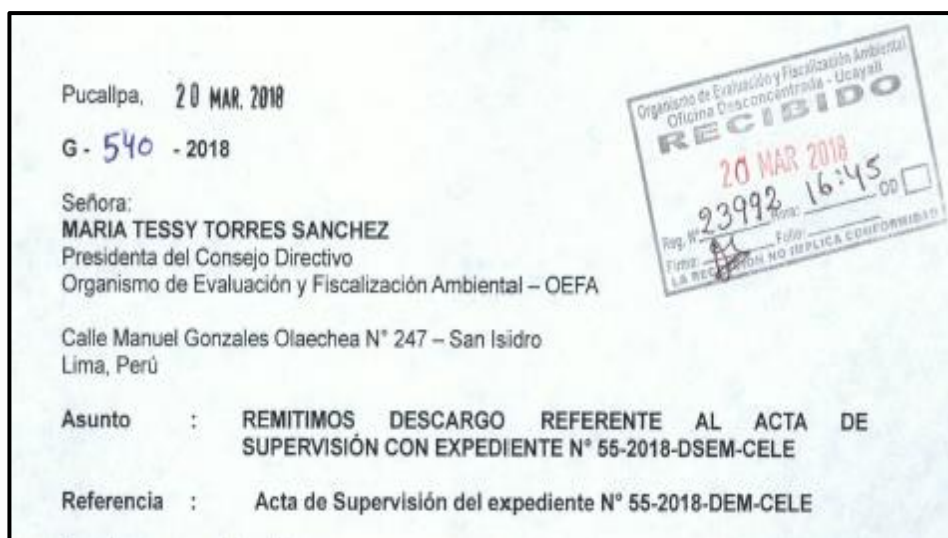 Pucallpa, 20 MAR. 2018
G - 540 - 2018
Organismo de Evaluación y Fiscalización Ambiental
Oficina Desconcentrada - Ucayali
RECIBIDO
20 MAR 2018
Reg. N° 23992 Hora: 16:45 OD
Firma: Folio:
LA RECEPCIÓN NO IMPLICA CONFORMIDAD
Señora:
MARIA TESSY TORRES SANCHEZ
Presidenta del Consejo Directivo
Organismo de Evaluación y Fiscalización Ambiental – OEFA
Calle Manuel Gonzales Olaechea N° 247 – San Isidro
Lima, Perú
Asunto : REMITIMOS DESCARGO REFERENTE AL ACTA DE
SUPERVISIÓN CON EXPEDIENTE N° 55-2018-DSEM-CELE
Referencia : Acta de Supervisión del expediente N° 55-2018-DEM-CELE